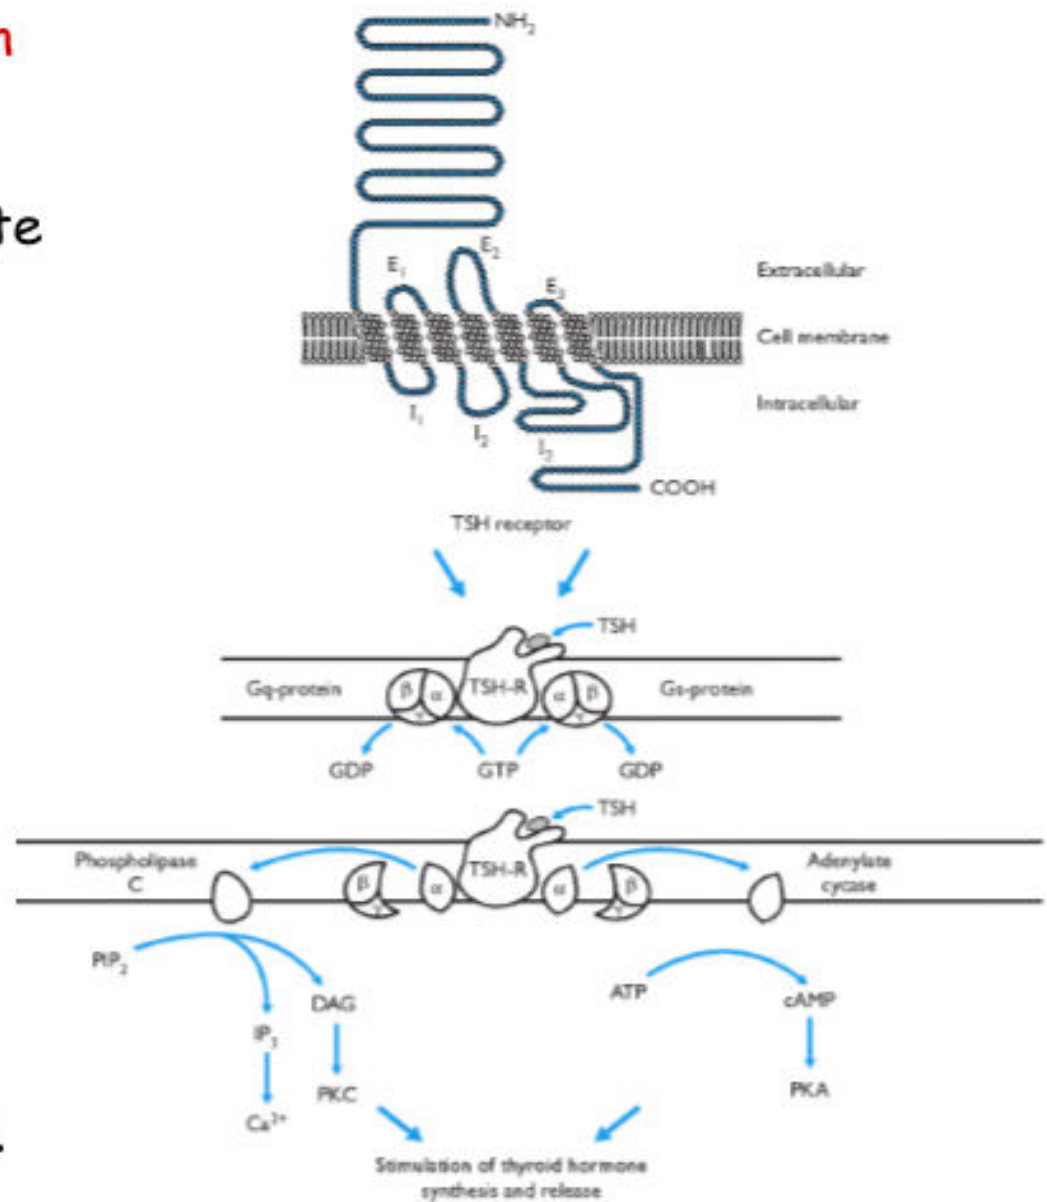 NH₂
te
E₁
E₂
E₃
Extracellular
Cell membrane
Intracellular
I₁
I₂
I₂
COOH
TSH receptor
TSH
Gq-protein
β α
γ
TSH-R
α β
γ
Gs-protein
GDP
GTP
GDP
TSH
Phospholipase
C
β
γ
α
TSH-R
α
β
γ
Adenylate
cycase
PIP₂
DAG
IP₃
PKC
Ca²⁺
ATP
cAMP
PKA
Stimulation of thyroid hormone
synthesis and release